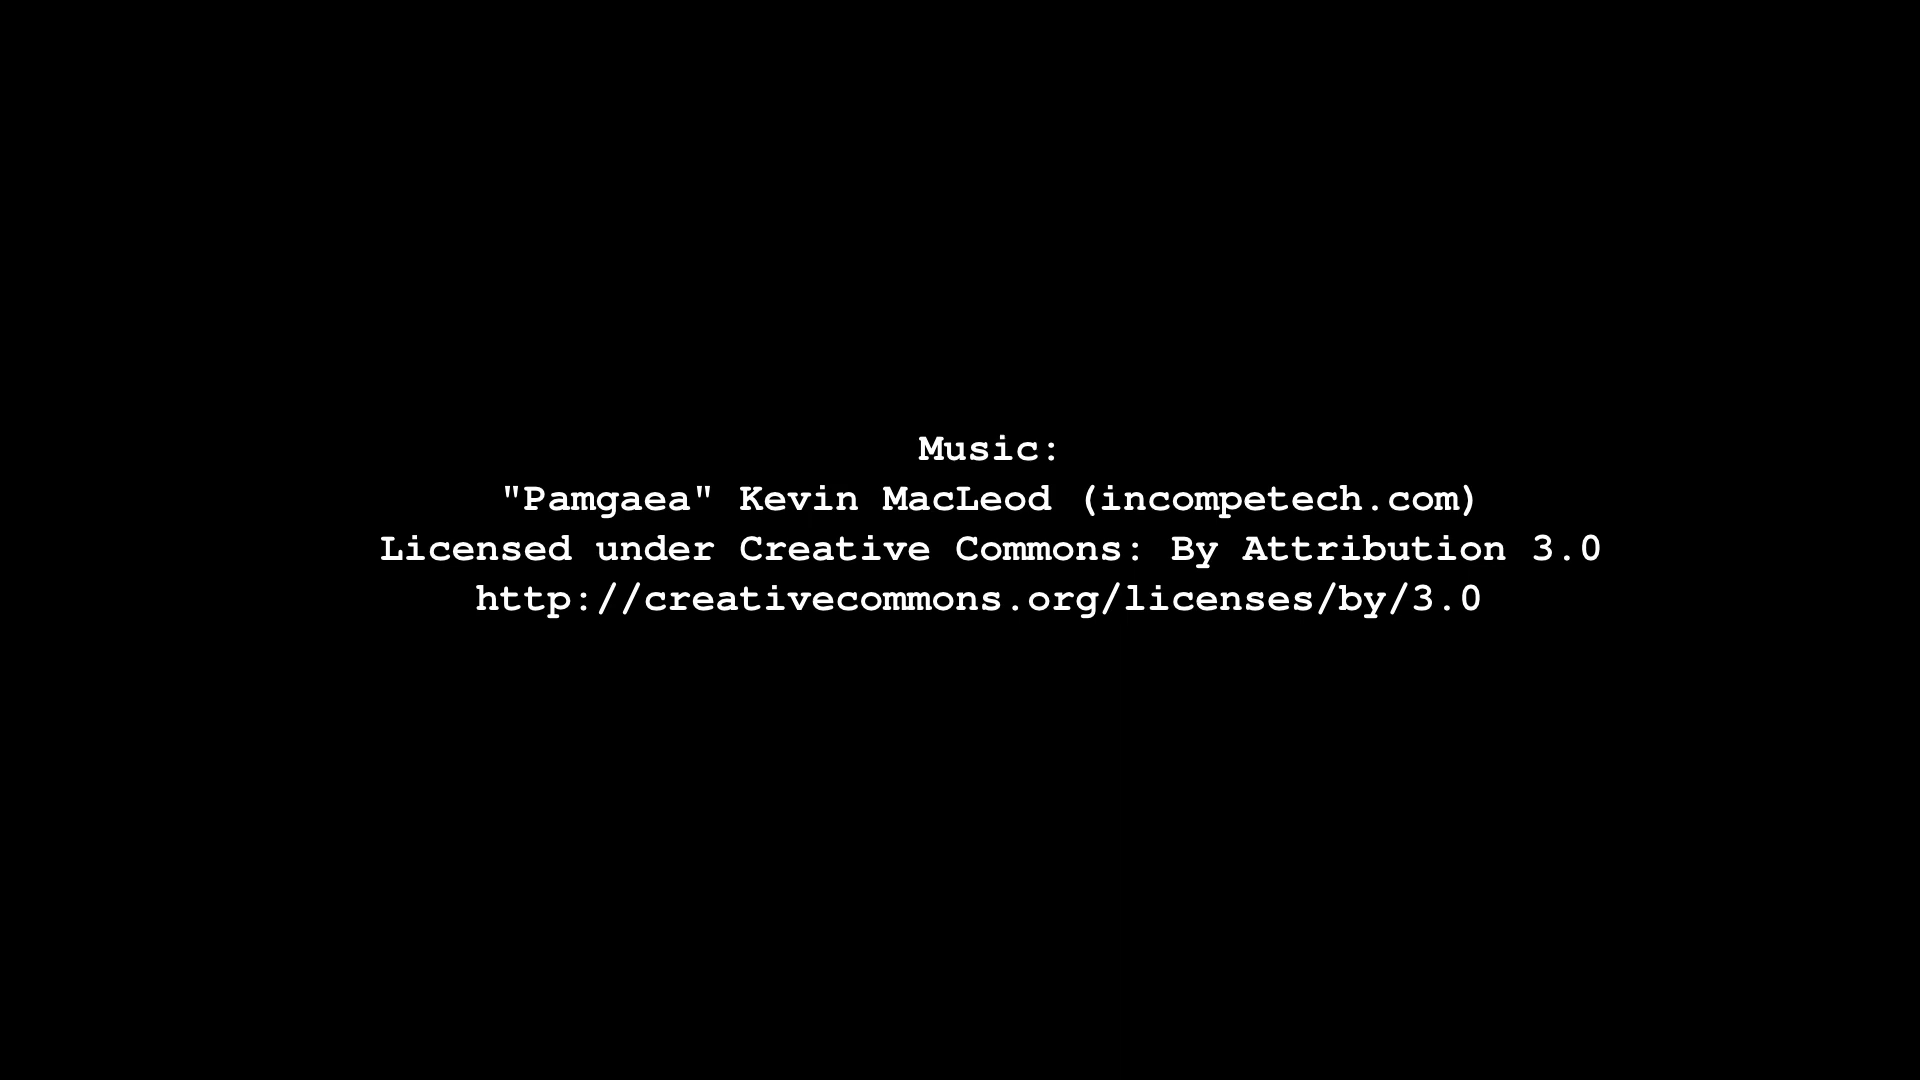 Music:
"Pamgaea" Kevin MacLeod (incompetech.com)
Licensed under Creative Commons: By Attribution 3.0
http://creativecommons.org/licenses/by/3.0